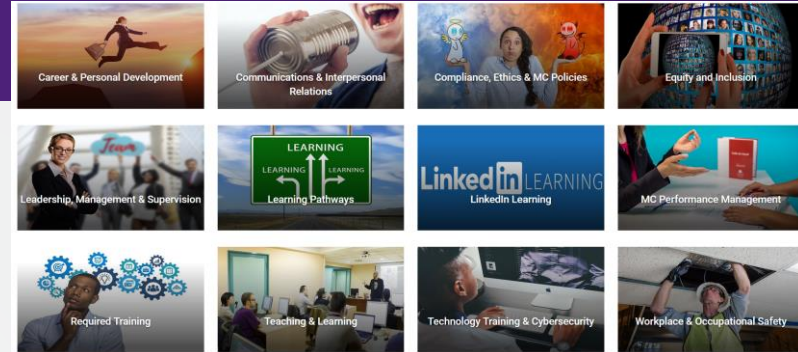 Career & Personal Development
Communications & Interpersonal
Relations
Compliance, Ethics & MC Policies
Equity and Inclusion
Team
Leadership, Management & Supervision
LEARNING
LEARNING LEARNING
Learning Pathways
Linked in LEARNING
LinkedIn Learning
MC Performance Management
Required Training
Teaching & Learning
Technology Training & Cybersecurity
Workplace & Occupational Safety